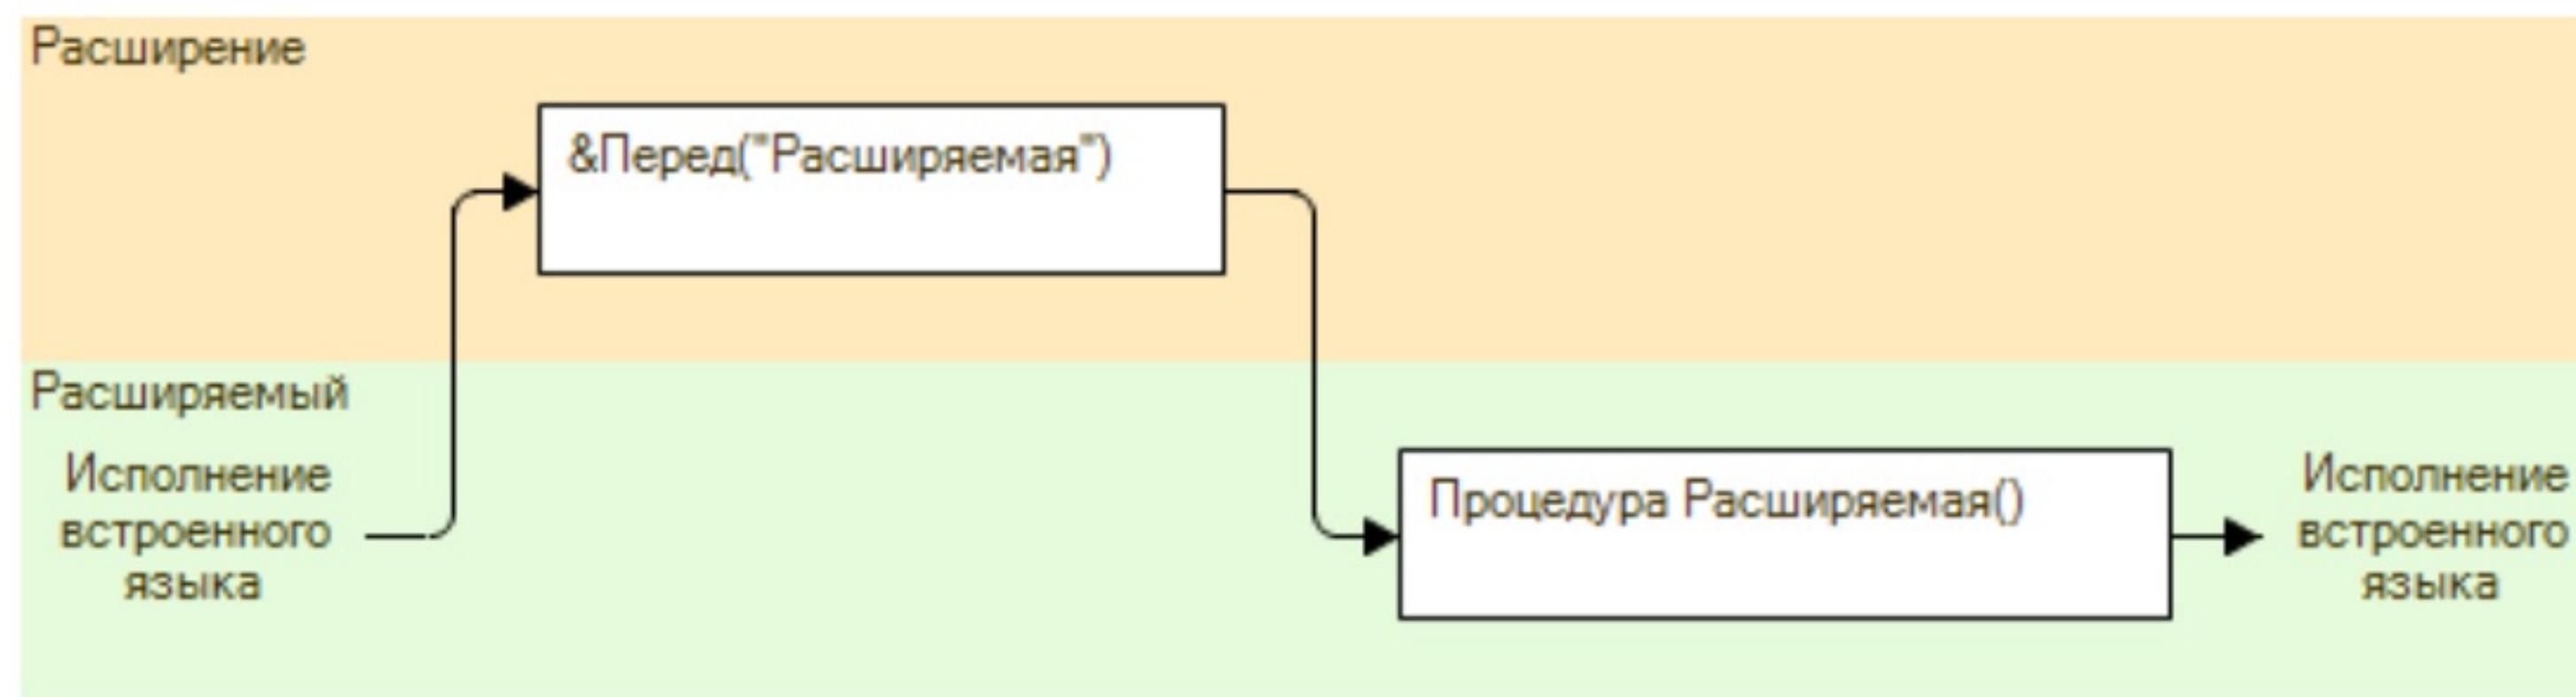 Расширение
&Перед("Расширяемая")
Расширяемый
Исполнение
встроенного
языка
Процедура Расширяемая()
Исполнение
встроенного
языка